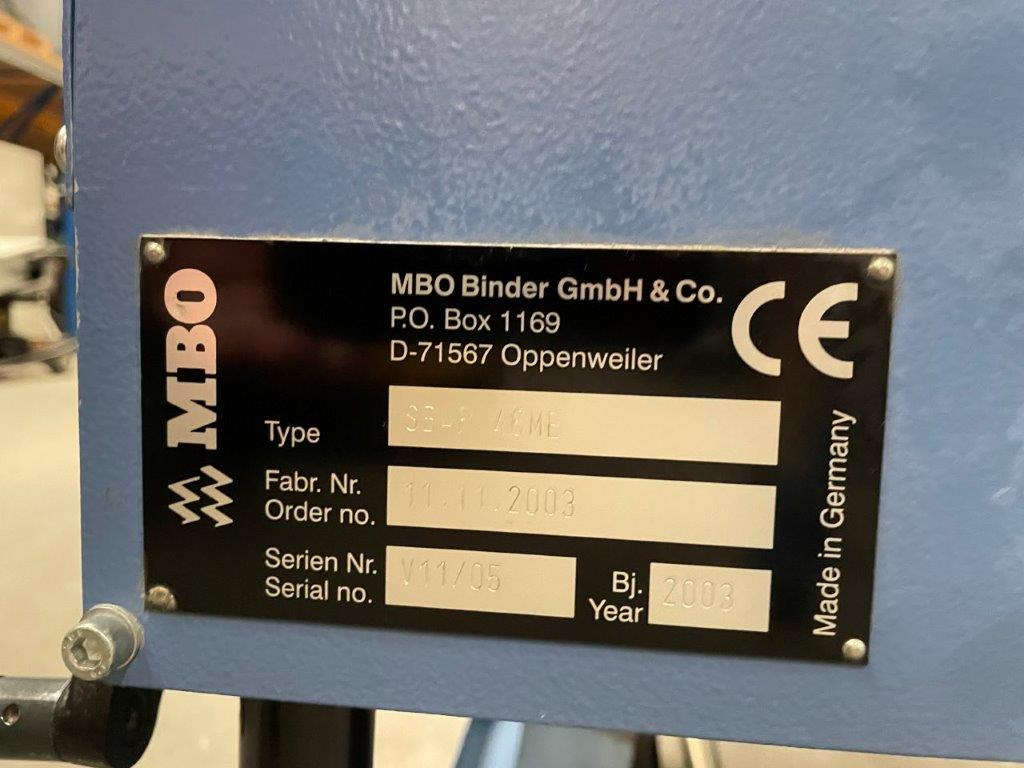 MBO
MBO Binder GmbH & Co.
P.O. Box 1169
D-71567 Oppenweiler
CE
Type
Fabr. Nr.
Order no.
11.11.2003
Serien Nr.
Serial no.
V11/05
Bj.
Year
2003
Made in Germany